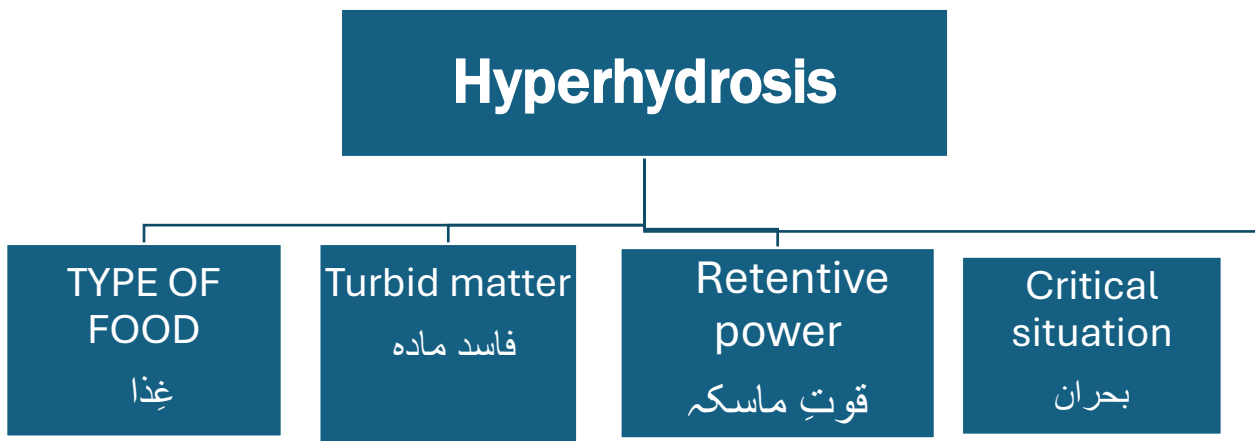 Hyperhydrosis
TYPE OF
FOOD
غِذا
Turbid matter
فاسد ماده
Retentive
power
قوتِ ماسکہ
Critical
situation
بحران